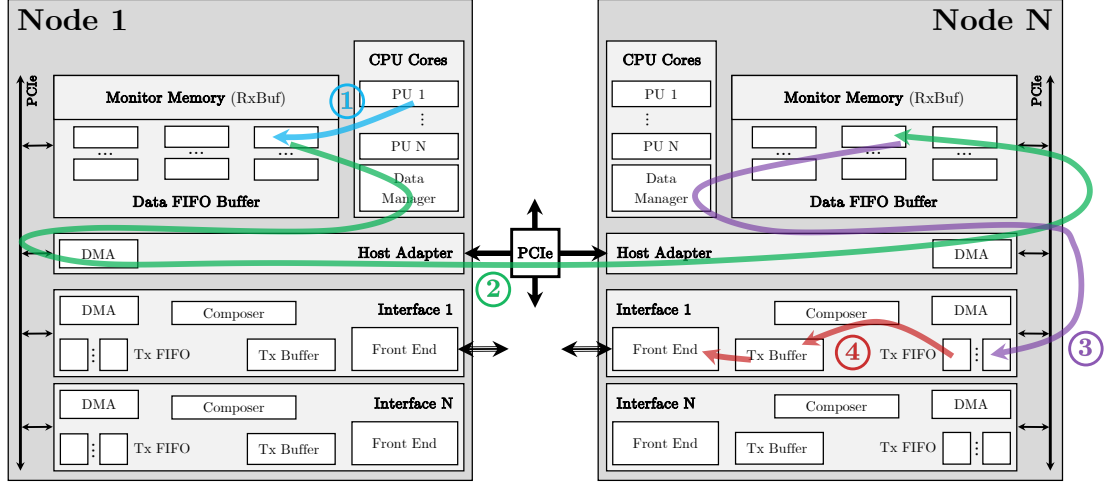 Node 1
CPU Cores
PCIe
Monitor Memory (RxBuf)
1
PU 1
⋮
...
...
...
PU N
Data
Manager
Data FIFO Buffer
DMA
Host Adapter
2
DMA
Composer
Interface 1
⋮
Tx FIFO
Tx Buffer
Front End
DMA
Composer
Interface N
⋮
Tx FIFO
Tx Buffer
Front End
PCIe
Node N
CPU Cores
PU 1
⋮
PU N
Data
Manager
Monitor Memory (RxBuf)
PCIe
...
...
...
Data FIFO Buffer
Host Adapter
DMA
Interface 1
Composer
DMA
Front End
Tx Buffer
4
Tx FIFO
⋮
3
Interface N
Composer
DMA
Front End
Tx Buffer
Tx FIFO
⋮